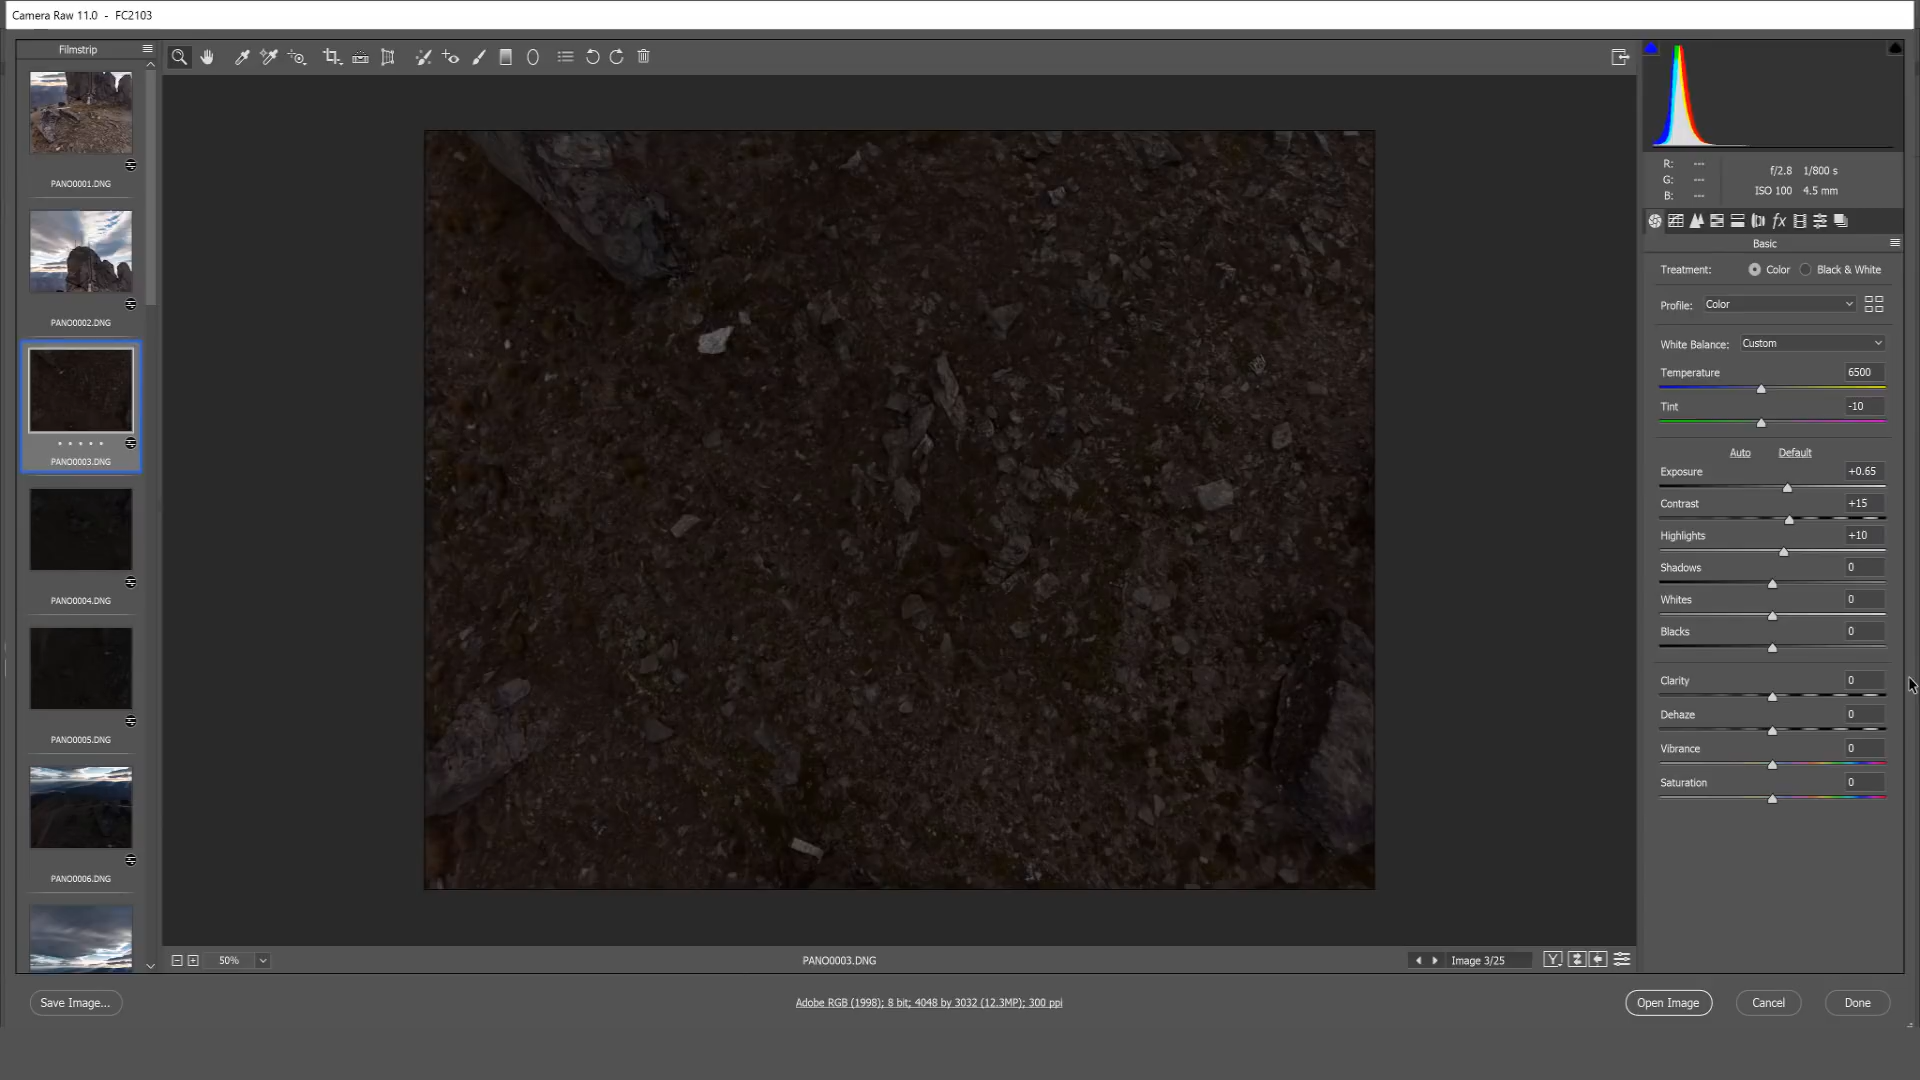 Camera Raw 11.0 - FC2103
Filmstrip
PANO0001.DNG
PANO0002.DNG
PANO0003.DNG
PANO0004.DNG
PANO0005.DNG
PANO0006.DNG
R: ---
G: ---
B: ---
f/2.8 1/800 s
ISO 100 4.5 mm
fx
Basic
Treatment: Color Black & White
Profile: Color
White Balance: Custom
Temperature 6500
Tint -10
Auto Default
Exposure +0.65
Contrast +15
Highlights +10
Shadows 0
Whites 0
Blacks 0
Clarity 0
Dehaze 0
Vibrance 0
Saturation 0
50%
PANO0003.DNG
Image 3/25
Y
Save Image...
Adobe RGB (1998); 8 bit; 4048 by 3032 (12.3MP); 300 ppi
Open Image
Cancel
Done